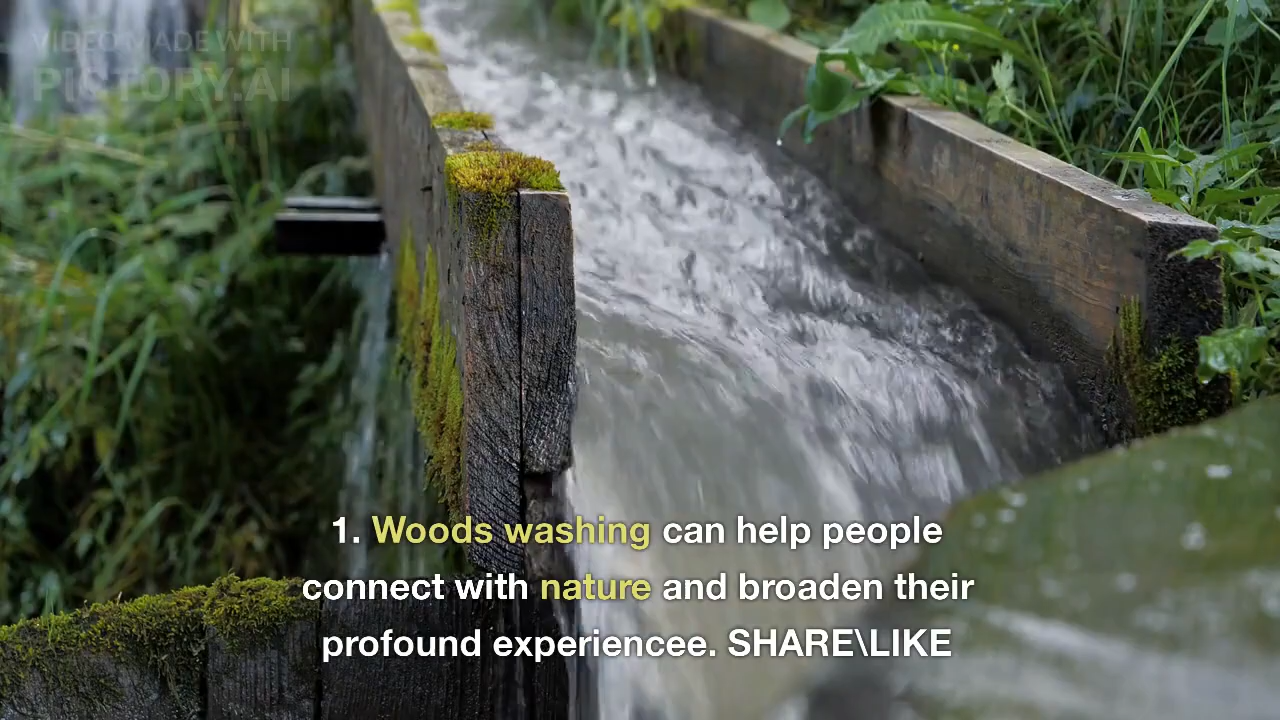 VIDEO MADE WITH
PICTORY.AI
1. Woods washing can help people
connect with nature and broaden their
profound experiencee. SHARE\LIKE